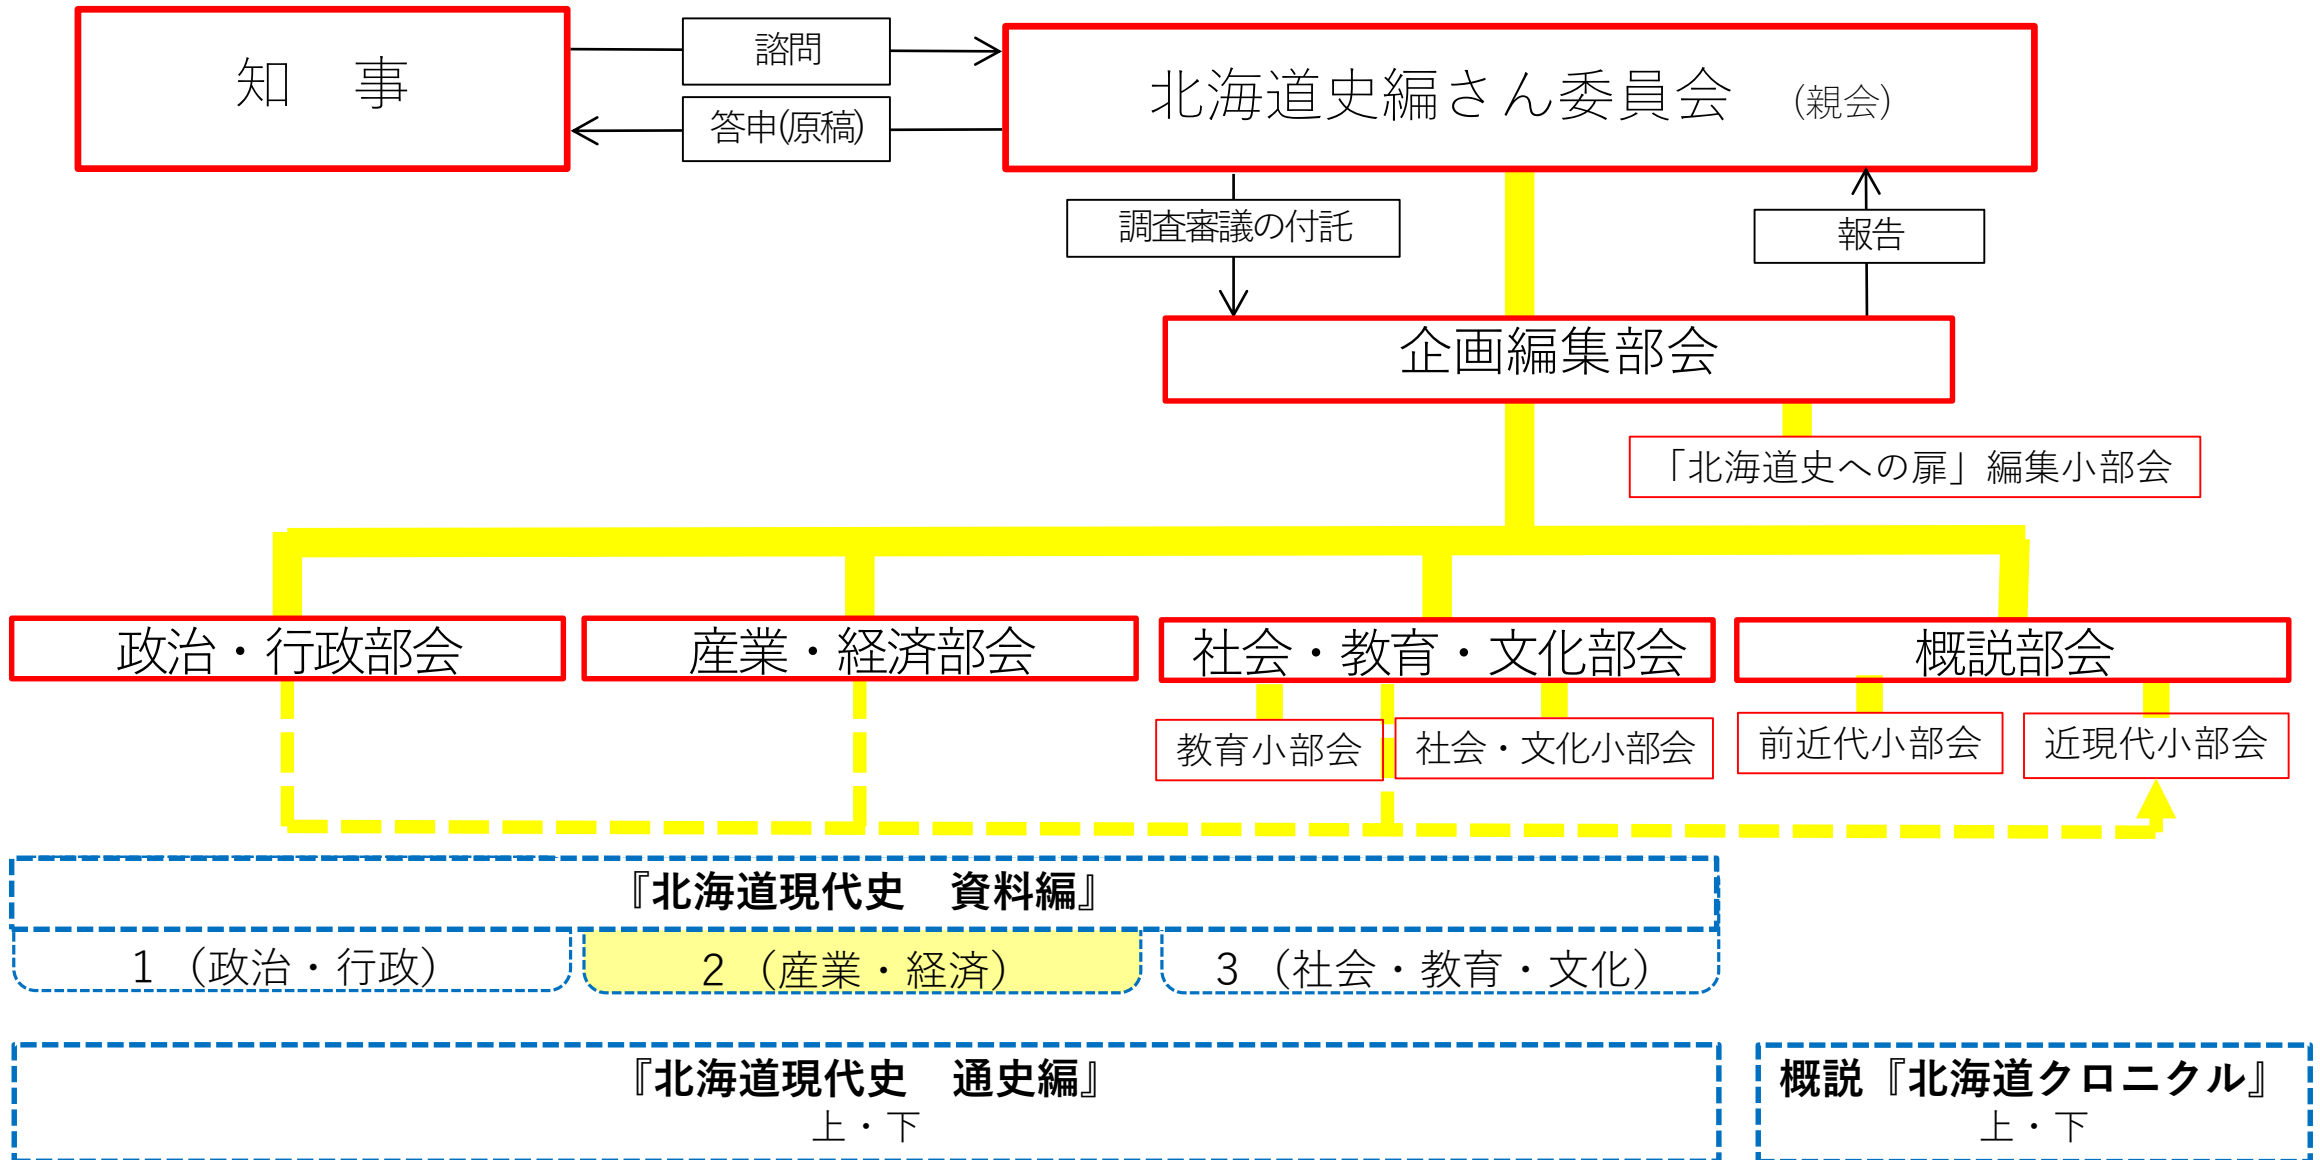 知　事
諮問
北海道史編さん委員会　(親会)
答申(原稿)
調査審議の付託
報告
企画編集部会
「北海道史への扉」編集小部会
政治・行政部会
産業・経済部会
社会・教育・文化部会
概説部会
教育小部会
社会・文化小部会
前近代小部会
近現代小部会
『北海道現代史　資料編』
1（政治・行政）
2（産業・経済）
3（社会・教育・文化）
『北海道現代史　通史編』
上・下
概説『北海道クロニクル』
上・下